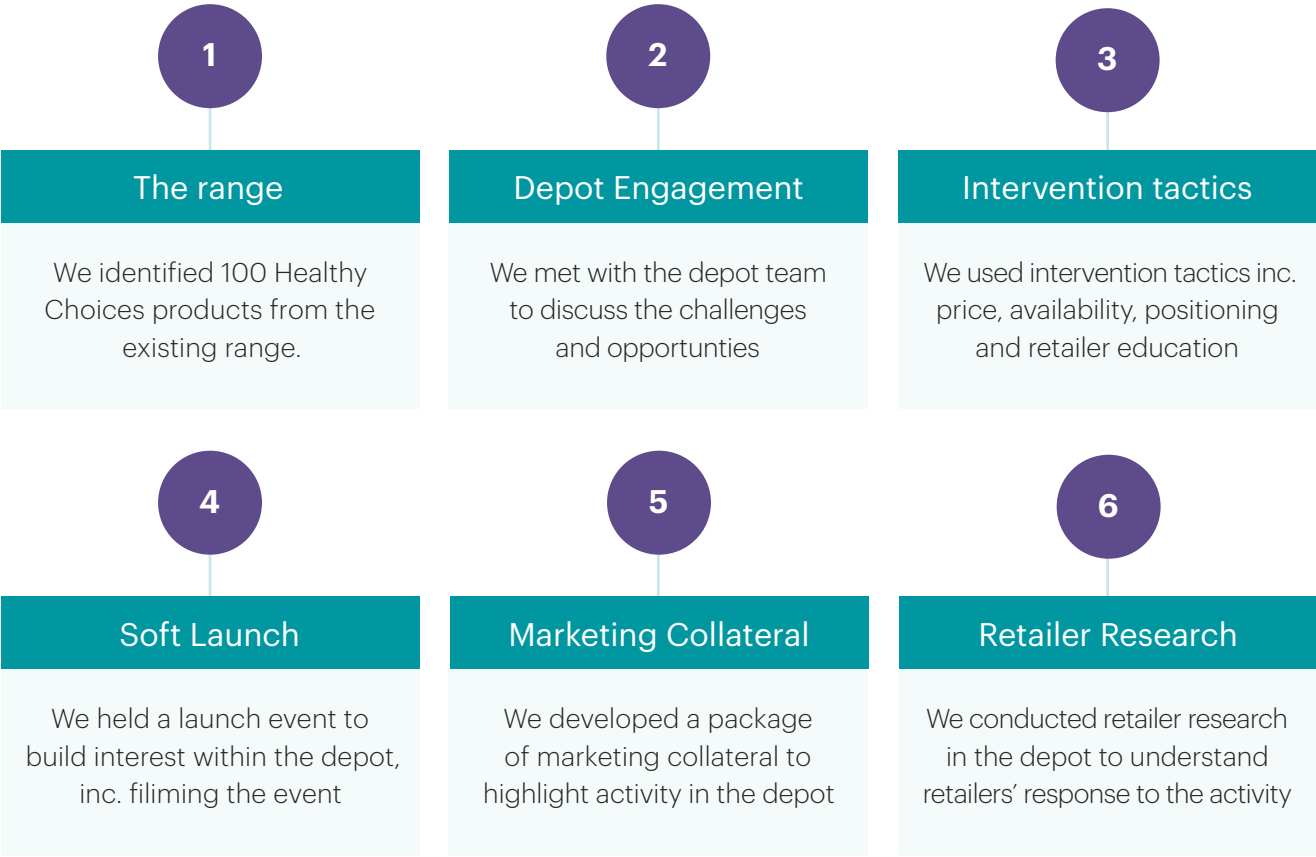 1
The range
We identified 100 Healthy
Choices products from the
existing range.
2
Depot Engagement
We met with the depot team
to discuss the challenges
and opportunties
3
Intervention tactics
We used intervention tactics inc.
price, availability, positioning
and retailer education
4
Soft Launch
We held a launch event to
build interest within the depot,
inc. filiming the event
5
Marketing Collateral
We developed a package
of marketing collateral to
highlight activity in the depot
6
Retailer Research
We conducted retailer research
in the depot to understand
retailers’ response to the activity